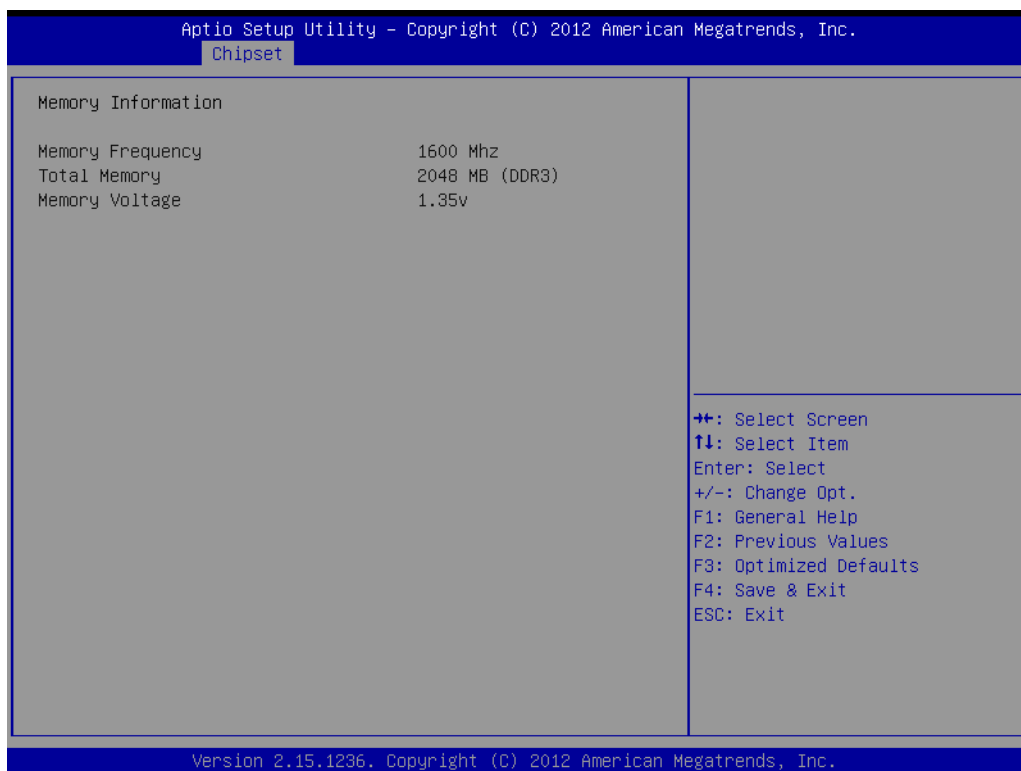 Aptio Setup Utility – Copyright (C) 2012 American Megatrends, Inc.
Chipset
Memory Information
Memory Frequency 1600 Mhz
Total Memory 2048 MB (DDR3)
Memory Voltage 1.35v
→←: Select Screen
↑↓: Select Item
Enter: Select
+/-: Change Opt.
F1: General Help
F2: Previous Values
F3: Optimized Defaults
F4: Save & Exit
ESC: Exit
Version 2.15.1236. Copyright (C) 2012 American Megatrends, Inc.